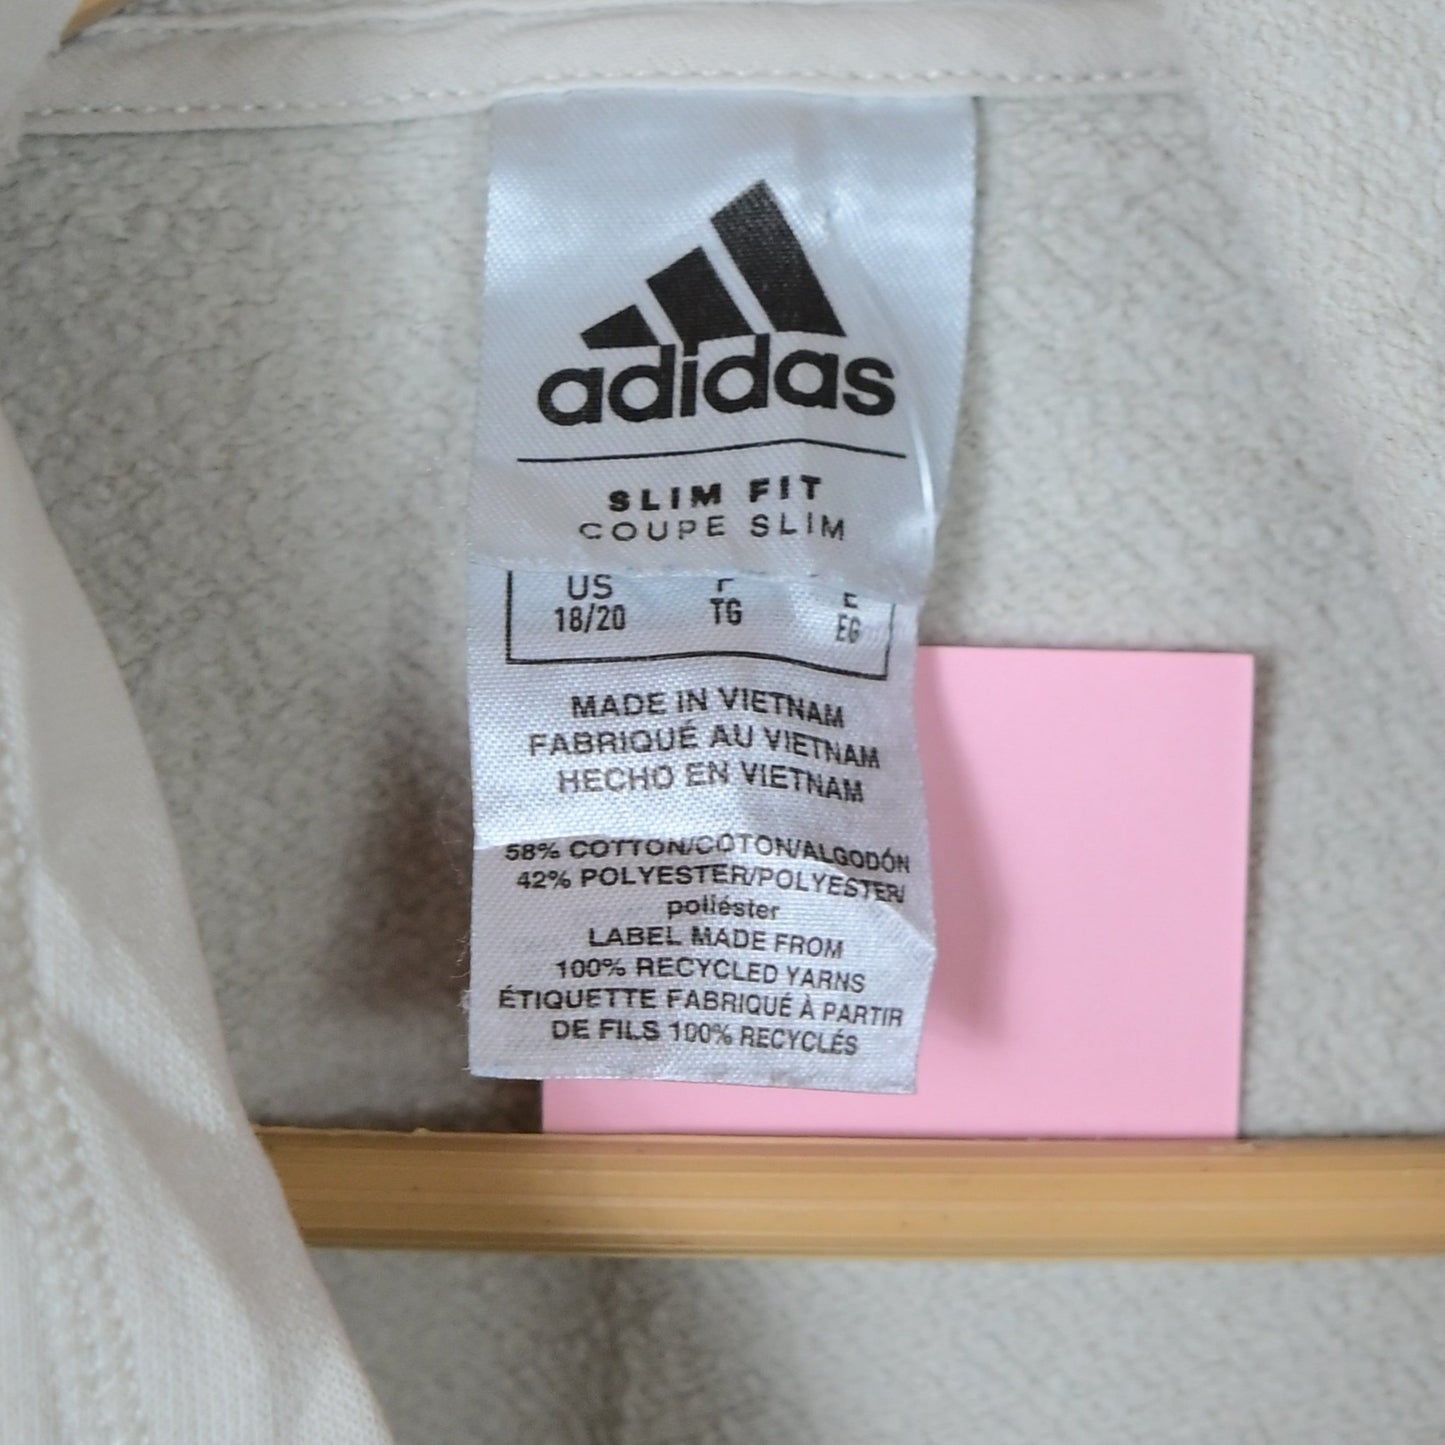 adidas
SLIM FIT
COUPE SLIM
US F E
18/20 TG EG
MADE IN VIETNAM
FABRIQUÉ AU VIETNAM
HECHO EN VIETNAM
58% COTTON/COTON/ALGODÓN
42% POLYESTER/POLYESTER/
poliéster
LABEL MADE FROM
100% RECYCLED YARNS
ÉTIQUETTE FABRIQUÉ À PARTIR
DE FILS 100% RECYCLÉS